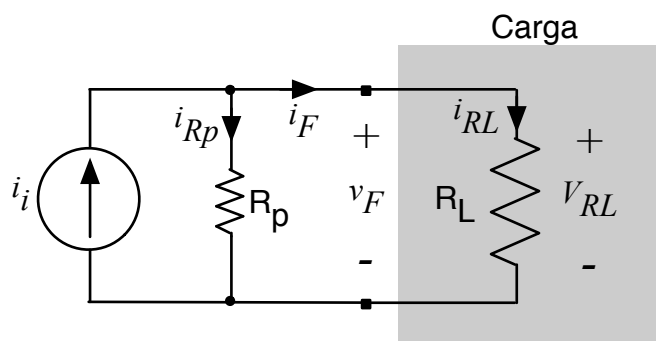 Carga
i_Rp
i_F
i_RL
+
+
i_i
R_p
v_F
R_L
V_RL
-
-